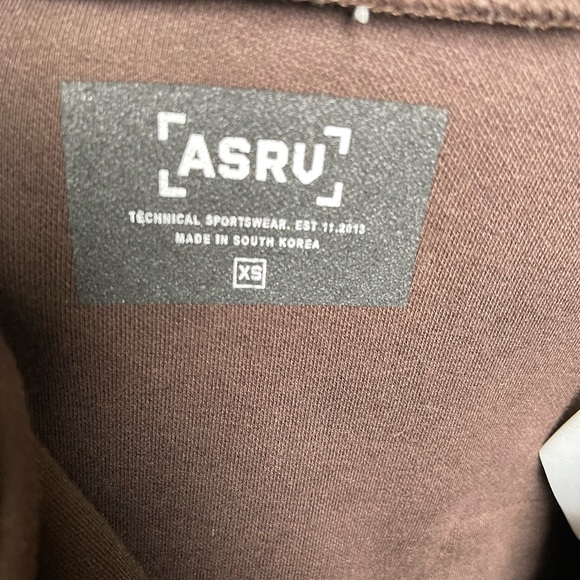 ASRV
TECHNICAL SPORTSWEAR. EST 11.2013
MADE IN SOUTH KOREA
XS